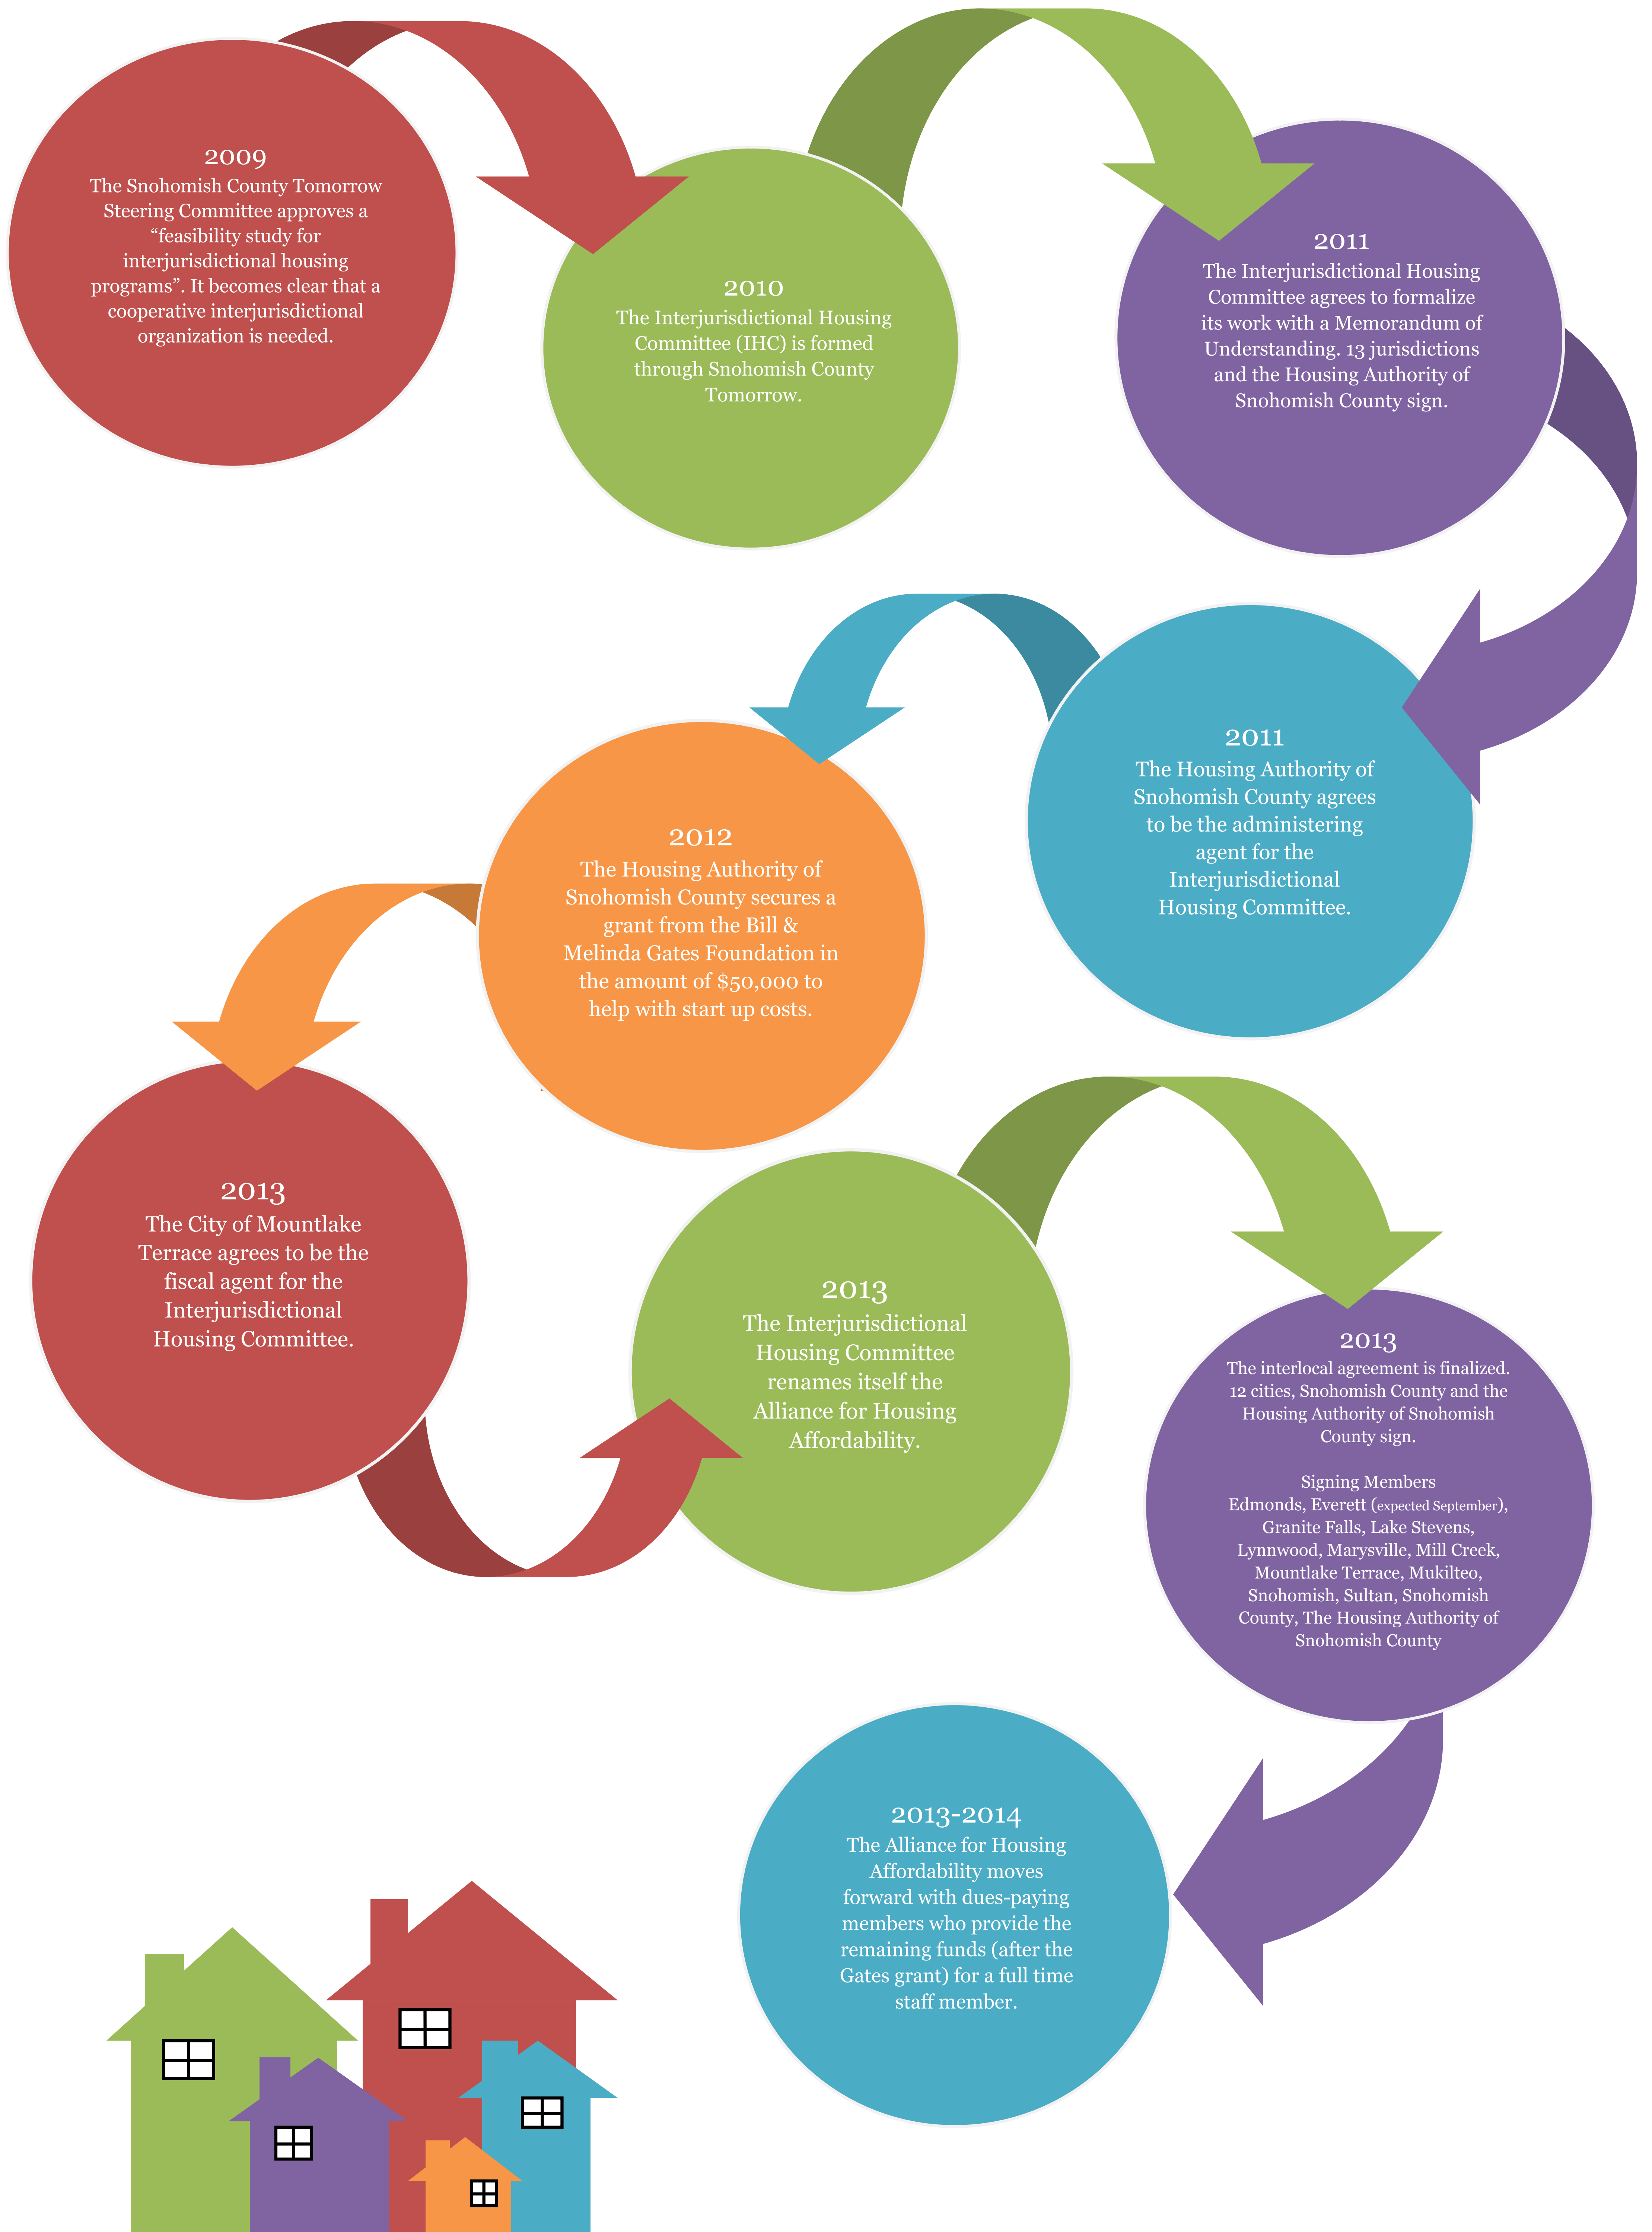 2009
The Snohomish County Tomorrow
Steering Committee approves a
“feasibility study for
interjurisdictional housing
programs”. It becomes clear that a
cooperative interjurisdictional
organization is needed.
2010
The Interjurisdictional Housing
Committee (IHC) is formed
through Snohomish County
Tomorrow.
2011
The Interjurisdictional Housing
Committee agrees to formalize
its work with a Memorandum of
Understanding. 13 jurisdictions
and the Housing Authority of
Snohomish County sign.
2011
The Housing Authority of
Snohomish County agrees
to be the administering
agent for the
Interjurisdictional
Housing Committee.
2012
The Housing Authority of
Snohomish County secures a
grant from the Bill &
Melinda Gates Foundation in
the amount of $50,000 to
help with start up costs.
2013
The City of Mountlake
Terrace agrees to be the
fiscal agent for the
Interjurisdictional
Housing Committee.
2013
The Interjurisdictional
Housing Committee
renames itself the
Alliance for Housing
Affordability.
2013
The interlocal agreement is finalized.
12 cities, Snohomish County and the
Housing Authority of Snohomish
County sign.
Signing Members
Edmonds, Everett (expected September),
Granite Falls, Lake Stevens,
Lynnwood, Marysville, Mill Creek,
Mountlake Terrace, Mukilteo,
Snohomish, Sultan, Snohomish
County, The Housing Authority of
Snohomish County
2013-2014
The Alliance for Housing
Affordability moves
forward with dues-paying
members who provide the
remaining funds (after the
Gates grant) for a full time
staff member.